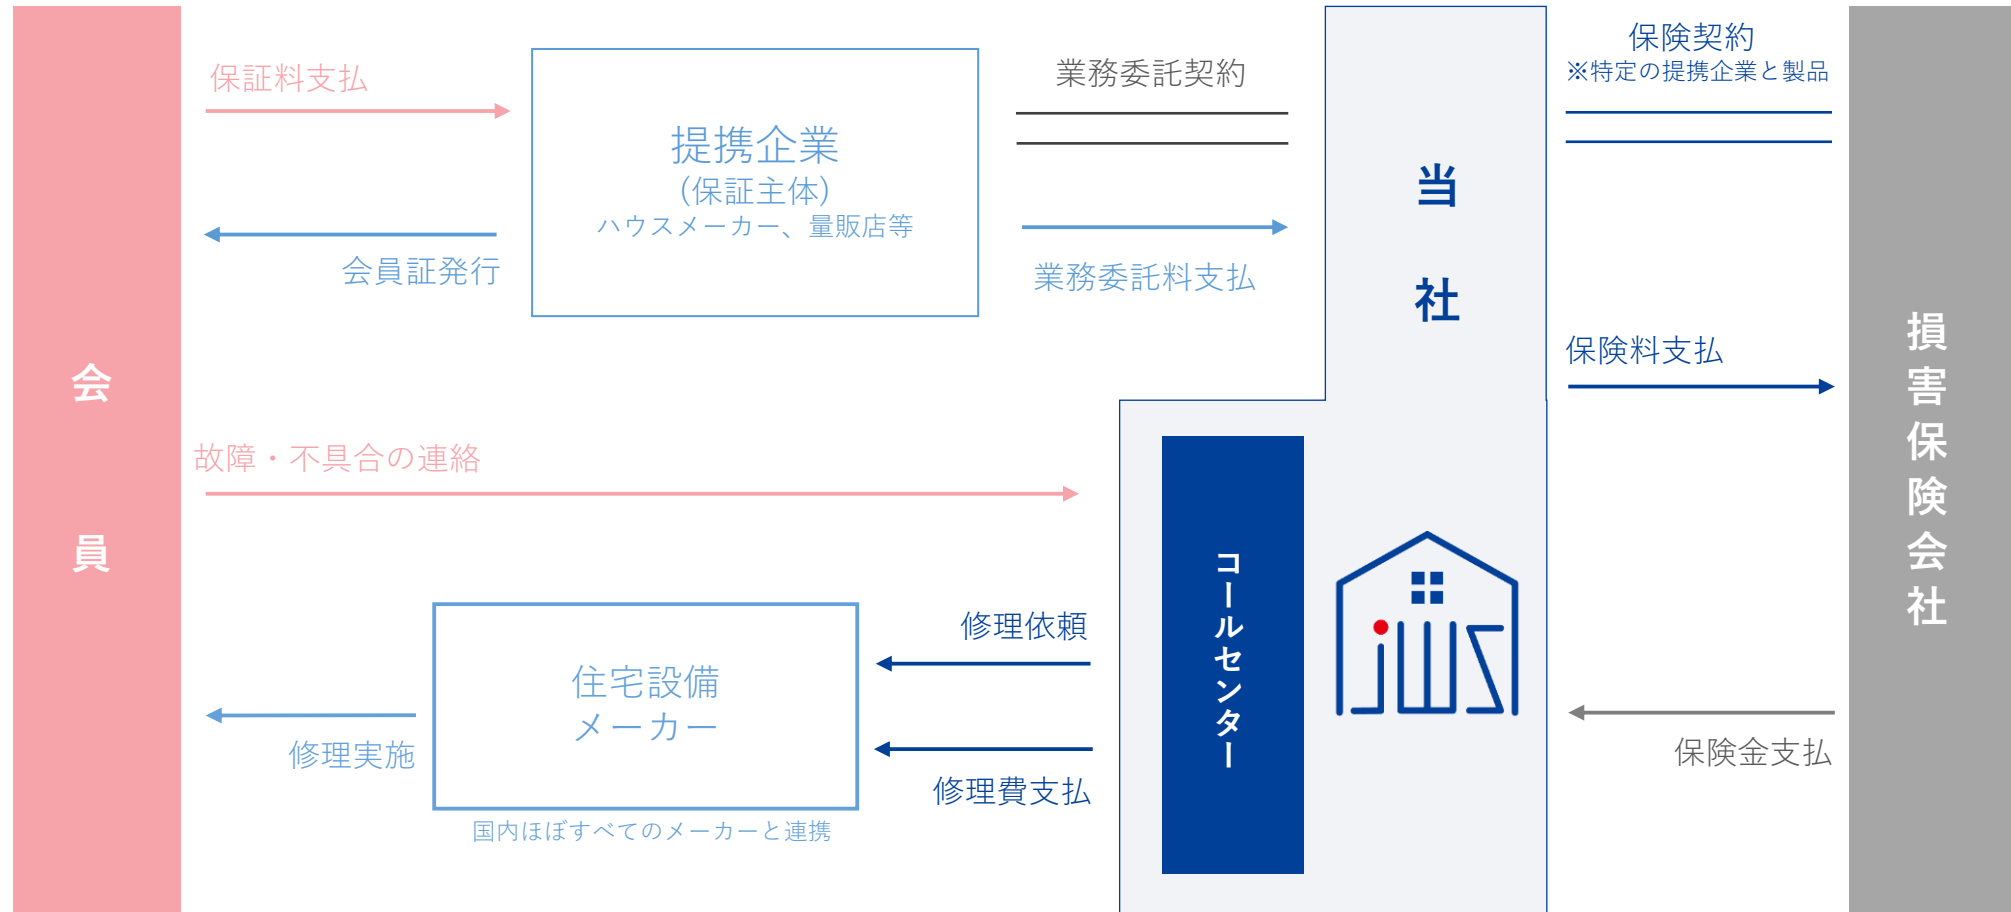 会員
保証料支払
会員証発行
提携企業
(保証主体)
ハウスメーカー、量販店等
業務委託契約
業務委託料支払
当社
保険契約
※特定の提携企業と製品
保険料支払
損害保険会社
故障・不具合の連絡
コールセンター
jws
修理依頼
修理費支払
住宅設備
メーカー
国内ほぼすべてのメーカーと連携
修理実施
保険金支払